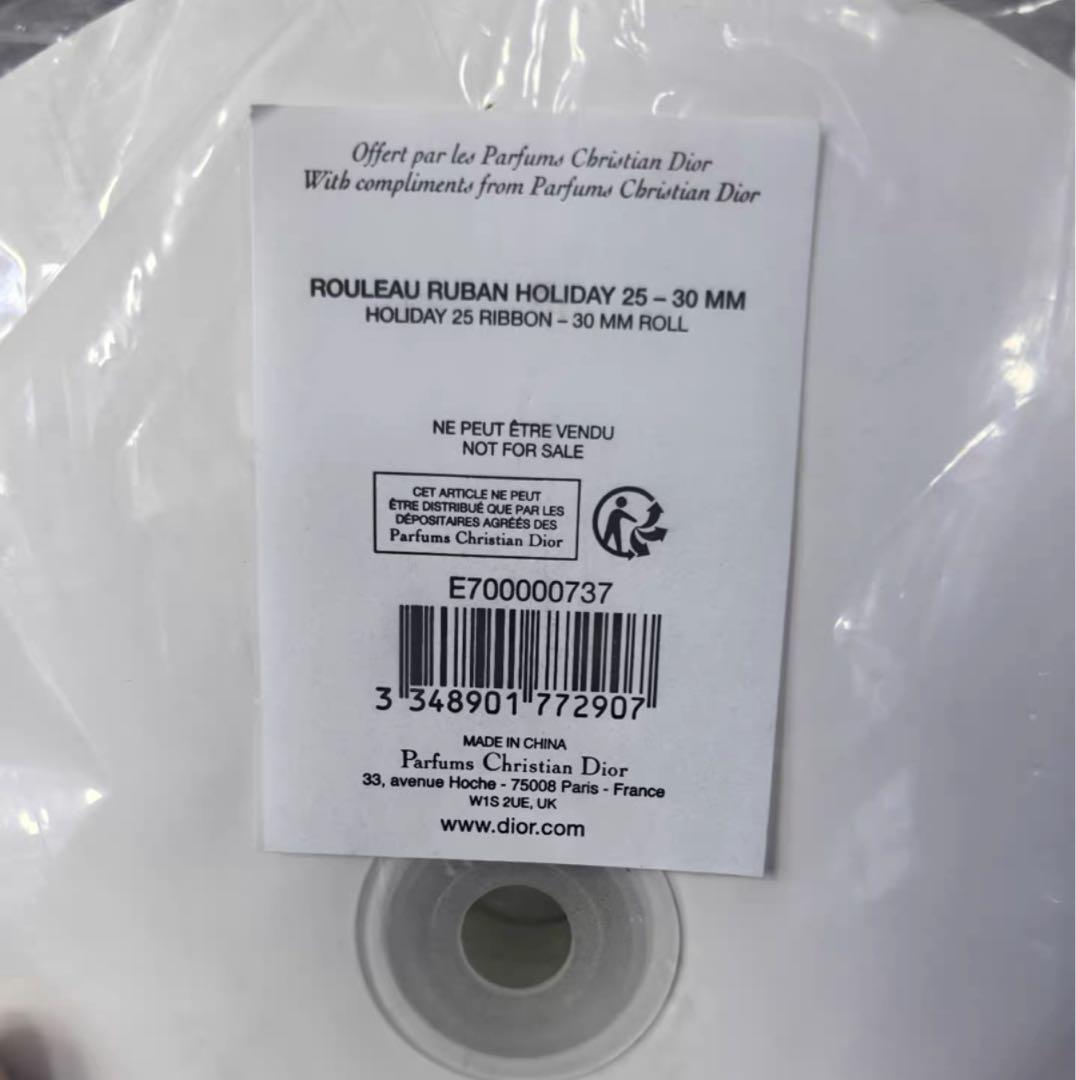 Offert par les Parfums Christian Dior
With compliments from Parfums Christian Dior
ROULEAU RUBAN HOLIDAY 25 – 30 MM
HOLIDAY 25 RIBBON – 30 MM ROLL
NE PEUT ÊTRE VENDU
NOT FOR SALE
CET ARTICLE NE PEUT
ÊTRE DISTRIBUÉ QUE PAR LES
DÉPOSITAIRES AGRÉÉS DES
Parfums Christian Dior
E700000737
3 348901 772907
MADE IN CHINA
Parfums Christian Dior
33, avenue Hoche - 75008 Paris - France
W1S 2UE, UK
www.dior.com